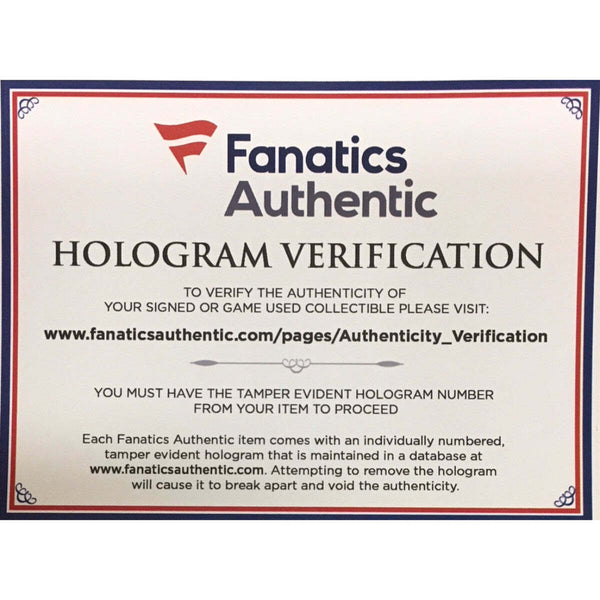 Fanatics
Authentic
HOLOGRAM VERIFICATION
TO VERIFY THE AUTHENTICITY OF
YOUR SIGNED OR GAME USED COLLECTIBLE PLEASE VISIT:
www.fanaticsauthentic.com/pages/Authenticity_Verification
YOU MUST HAVE THE TAMPER EVIDENT HOLOGRAM NUMBER
FROM YOUR ITEM TO PROCEED
Each Fanatics Authentic item comes with an individually numbered,
tamper evident hologram that is maintained in a database at
www.fanaticsauthentic.com. Attempting to remove the hologram
will cause it to break apart and void the authenticity.